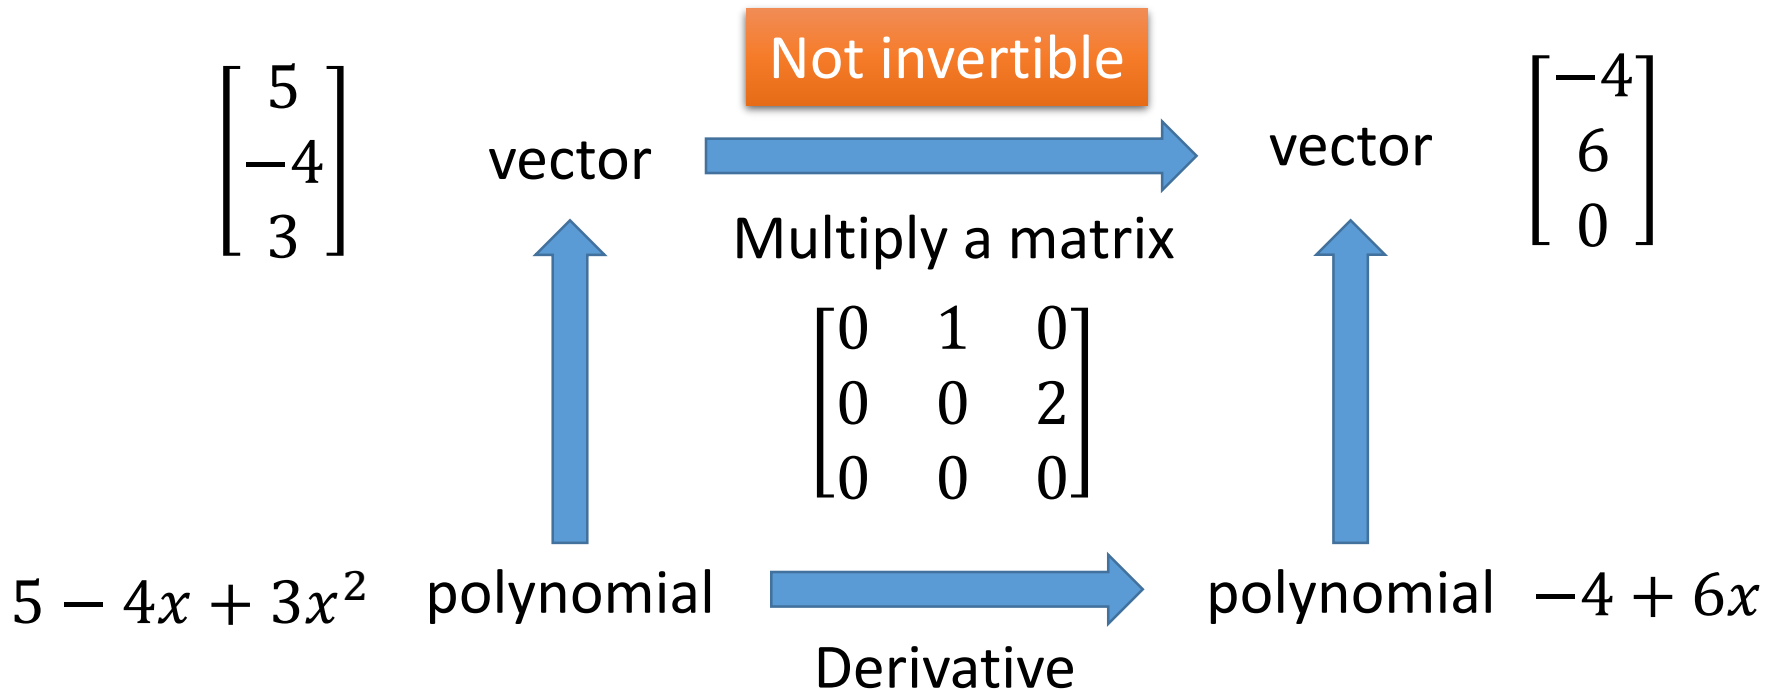 Not invertible
[5
−4
3]
vector
vector
[−4
6
0]
Multiply a matrix
[0 1 0
0 0 2
0 0 0]
5 − 4x + 3x² polynomial
polynomial −4 + 6x
Derivative